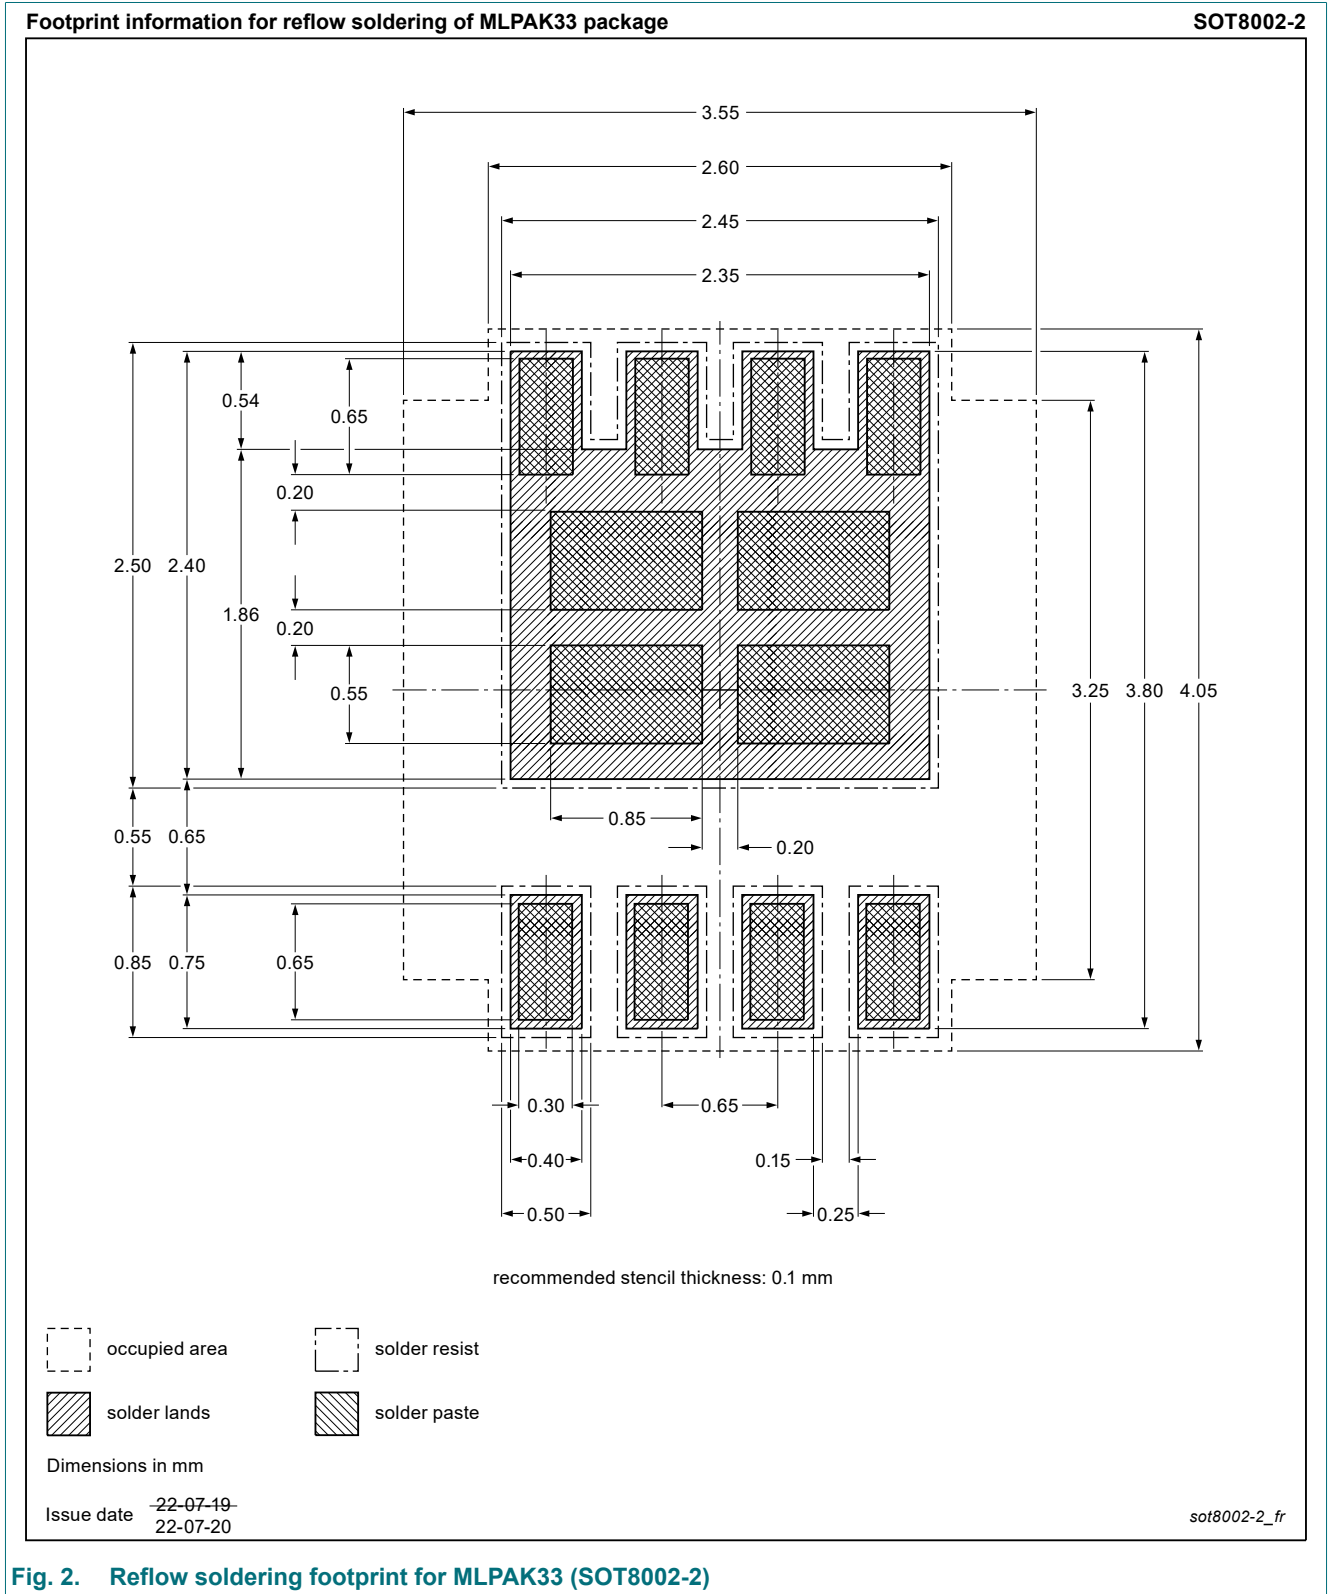 Footprint information for reflow soldering of MLPAK33 package SOT8002-2
3.55
2.60
2.45
2.35
0.54
0.65
0.20
2.50 2.40
1.86
0.20
0.55
3.25 3.80 4.05
0.85
0.55 0.65
0.20
0.85 0.75 0.65
0.30 0.65
0.40 0.15
0.50 0.25
recommended stencil thickness: 0.1 mm
occupied area solder resist
solder lands solder paste
Dimensions in mm
Issue date 22-07-19
22-07-20
sot8002-2_fr
Fig. 2. Reflow soldering footprint for MLPAK33 (SOT8002-2)